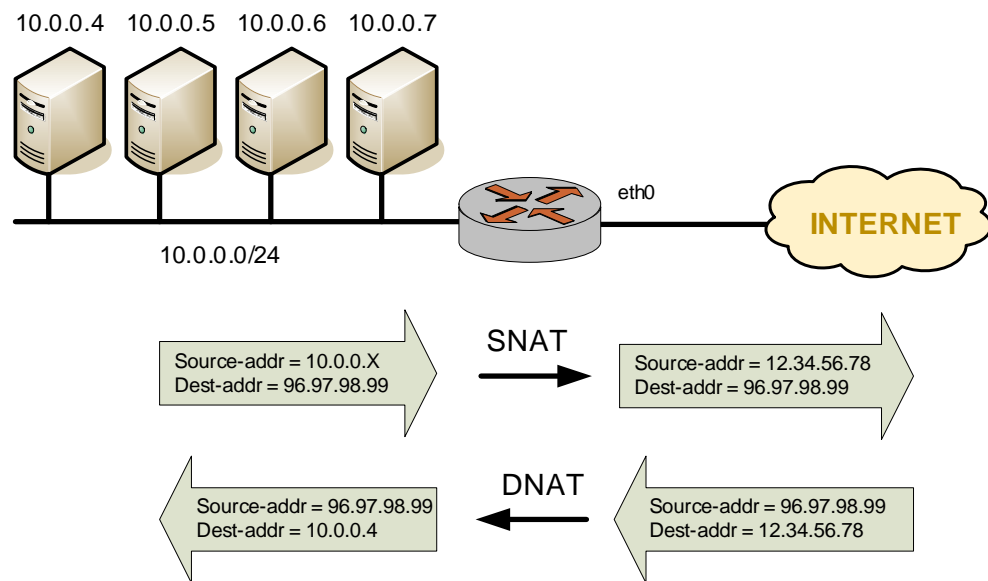 10.0.0.4 10.0.0.5 10.0.0.6 10.0.0.7
eth0
INTERNET
10.0.0.0/24
Source-addr = 10.0.0.X
Dest-addr = 96.97.98.99
SNAT
Source-addr = 12.34.56.78
Dest-addr = 96.97.98.99
Source-addr = 96.97.98.99
Dest-addr = 10.0.0.4
DNAT
Source-addr = 96.97.98.99
Dest-addr = 12.34.56.78